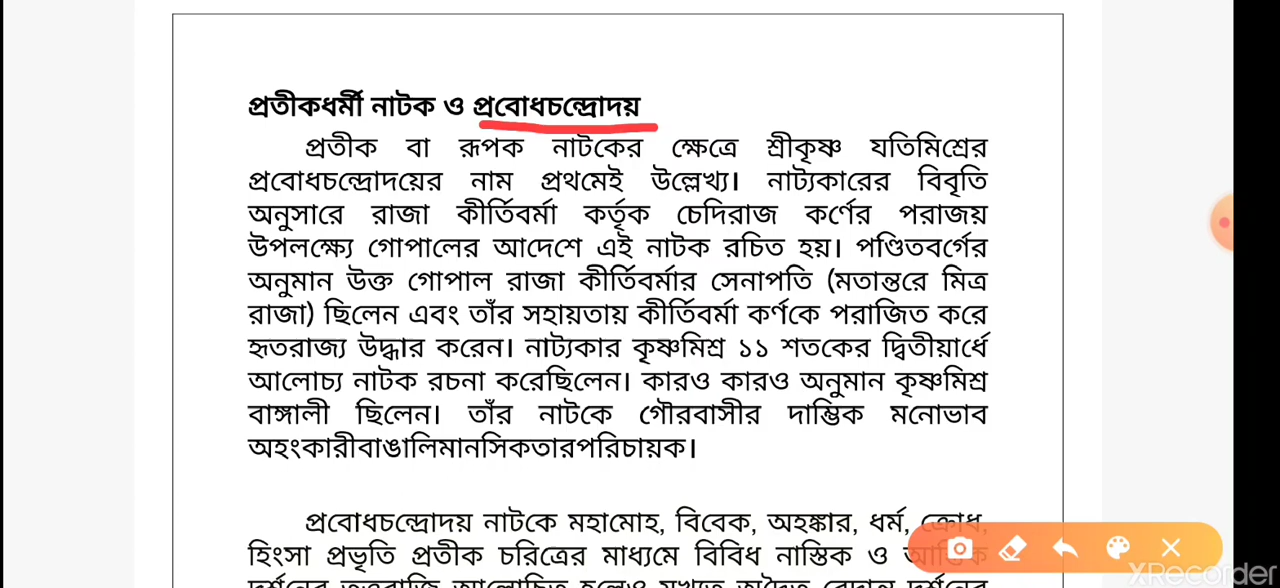 প্রতীকধর্মী নাটক ও প্রবোধচন্দ্রোদয়
প্রতীক বা রূপক নাটকের ক্ষেত্রে শ্রীকৃষ্ণ যতিমিশ্রের
প্রবোধচন্দ্রোদয়ের নাম প্রথমেই উল্লেখ্য। নাট্যকারের বিবৃতি
অনুসারে রাজা কীর্তিবর্মা কর্তৃক চেদিরাজ কর্ণের পরাজয়
উপলক্ষ্যে গোপালের আদেশে এই নাটক রচিত হয়। পণ্ডিতবর্গের
অনুমান উক্ত গোপাল রাজা কীর্তিবর্মার সেনাপতি (মতান্তরে মিত্র
রাজা) ছিলেন এবং তাঁর সহায়তায় কীর্তিবর্মা কর্ণকে পরাজিত করে
হৃতরাজ্য উদ্ধার করেন। নাট্যকার কৃষ্ণমিশ্র ১১ শতকের দ্বিতীয়ার্ধে
আলোচ্য নাটক রচনা করেছিলেন। কারও কারও অনুমান কৃষ্ণমিশ্র
বাঙ্গালী ছিলেন। তাঁর নাটকে গৌরবাসীর দাম্ভিক মনোভাব
অহংকারীবাঙালিমানসিকতারপরিচায়ক।
প্রবোধচন্দ্রোদয় নাটকে মহামোহ, বিবেক, অহঙ্কার, ধর্ম, ক্রোধ,
হিংসা প্রভৃতি প্রতীক চরিত্রের মাধ্যমে বিবিধ নাস্তিক ও
XRecorder